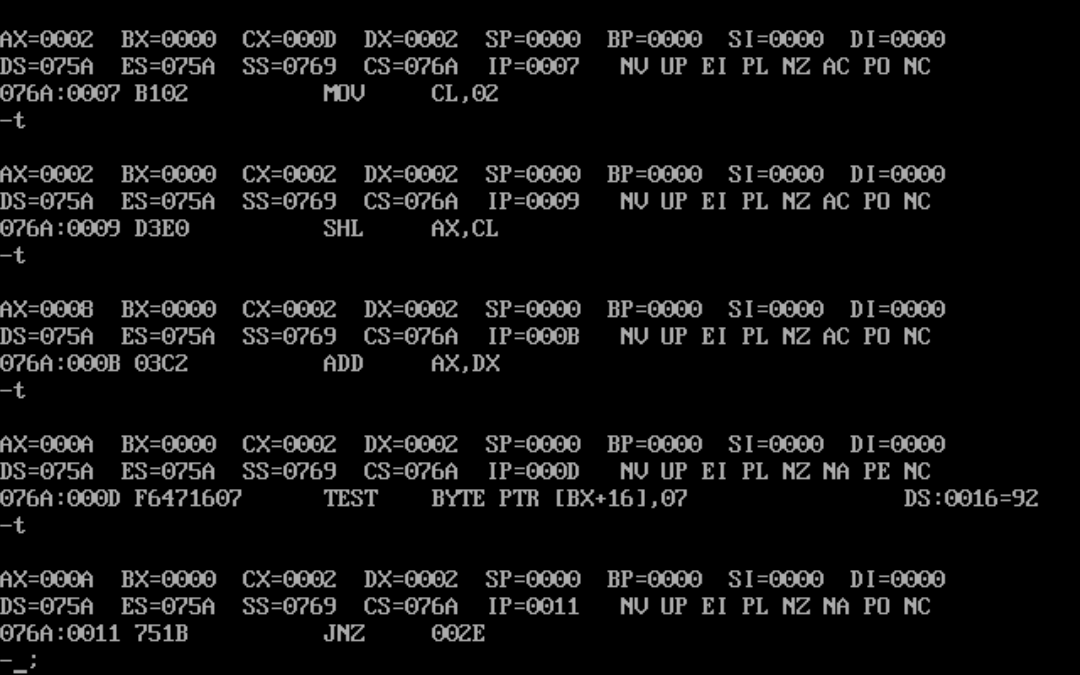 AX=0002 BX=0000 CX=000D DX=0002 SP=0000 BP=0000 SI=0000 DI=0000
DS=075A ES=075A SS=0769 CS=076A IP=0007 NV UP EI PL NZ AC PO NC
076A:0007 B102 MOV CL,02
-t
AX=0002 BX=0000 CX=0002 DX=0002 SP=0000 BP=0000 SI=0000 DI=0000
DS=075A ES=075A SS=0769 CS=076A IP=0009 NV UP EI PL NZ AC PO NC
076A:0009 D3E0 SHL AX,CL
-t
AX=0008 BX=0000 CX=0002 DX=0002 SP=0000 BP=0000 SI=0000 DI=0000
DS=075A ES=075A SS=0769 CS=076A IP=000B NV UP EI PL NZ AC PO NC
076A:000B 03C2 ADD AX,DX
-t
AX=000A BX=0000 CX=0002 DX=0002 SP=0000 BP=0000 SI=0000 DI=0000
DS=075A ES=075A SS=0769 CS=076A IP=000D NV UP EI PL NZ NA PE NC
076A:000D F6471607 TEST BYTE PTR [BX+16],07 DS:0016=92
-t
AX=000A BX=0000 CX=0002 DX=0002 SP=0000 BP=0000 SI=0000 DI=0000
DS=075A ES=075A SS=0769 CS=076A IP=0011 NV UP EI PL NZ NA PO NC
076A:0011 751B JNZ 002E
-_;